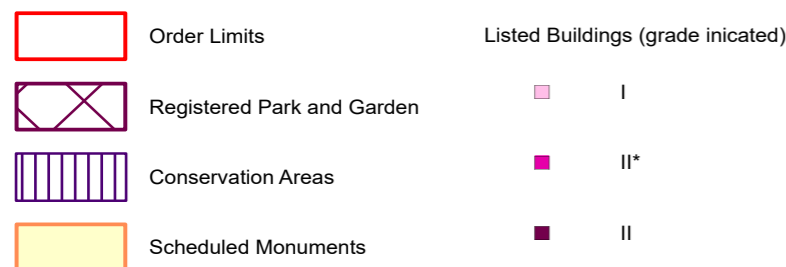 Order Limits
Registered Park and Garden
Conservation Areas
Scheduled Monuments
Listed Buildings (grade inicated)
I
II*
II